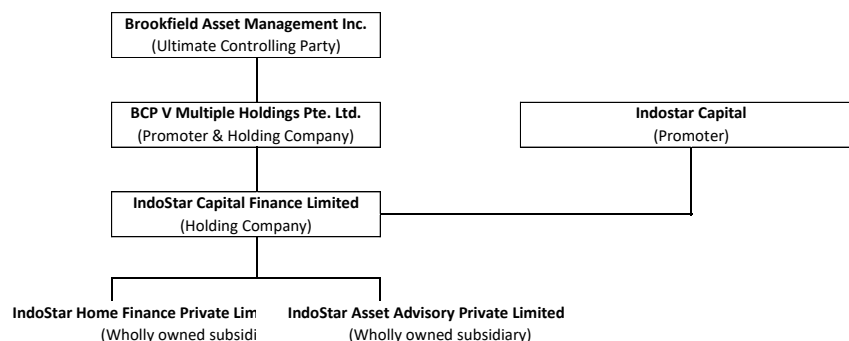 Brookfield Asset Management Inc.
(Ultimate Controlling Party)
BCP V Multiple Holdings Pte. Ltd.
(Promoter & Holding Company)
Indostar Capital
(Promoter)
IndoStar Capital Finance Limited
(Holding Company)
IndoStar Home Finance Private Lim
(Wholly owned subsidi
IndoStar Asset Advisory Private Limited
(Wholly owned subsidiary)